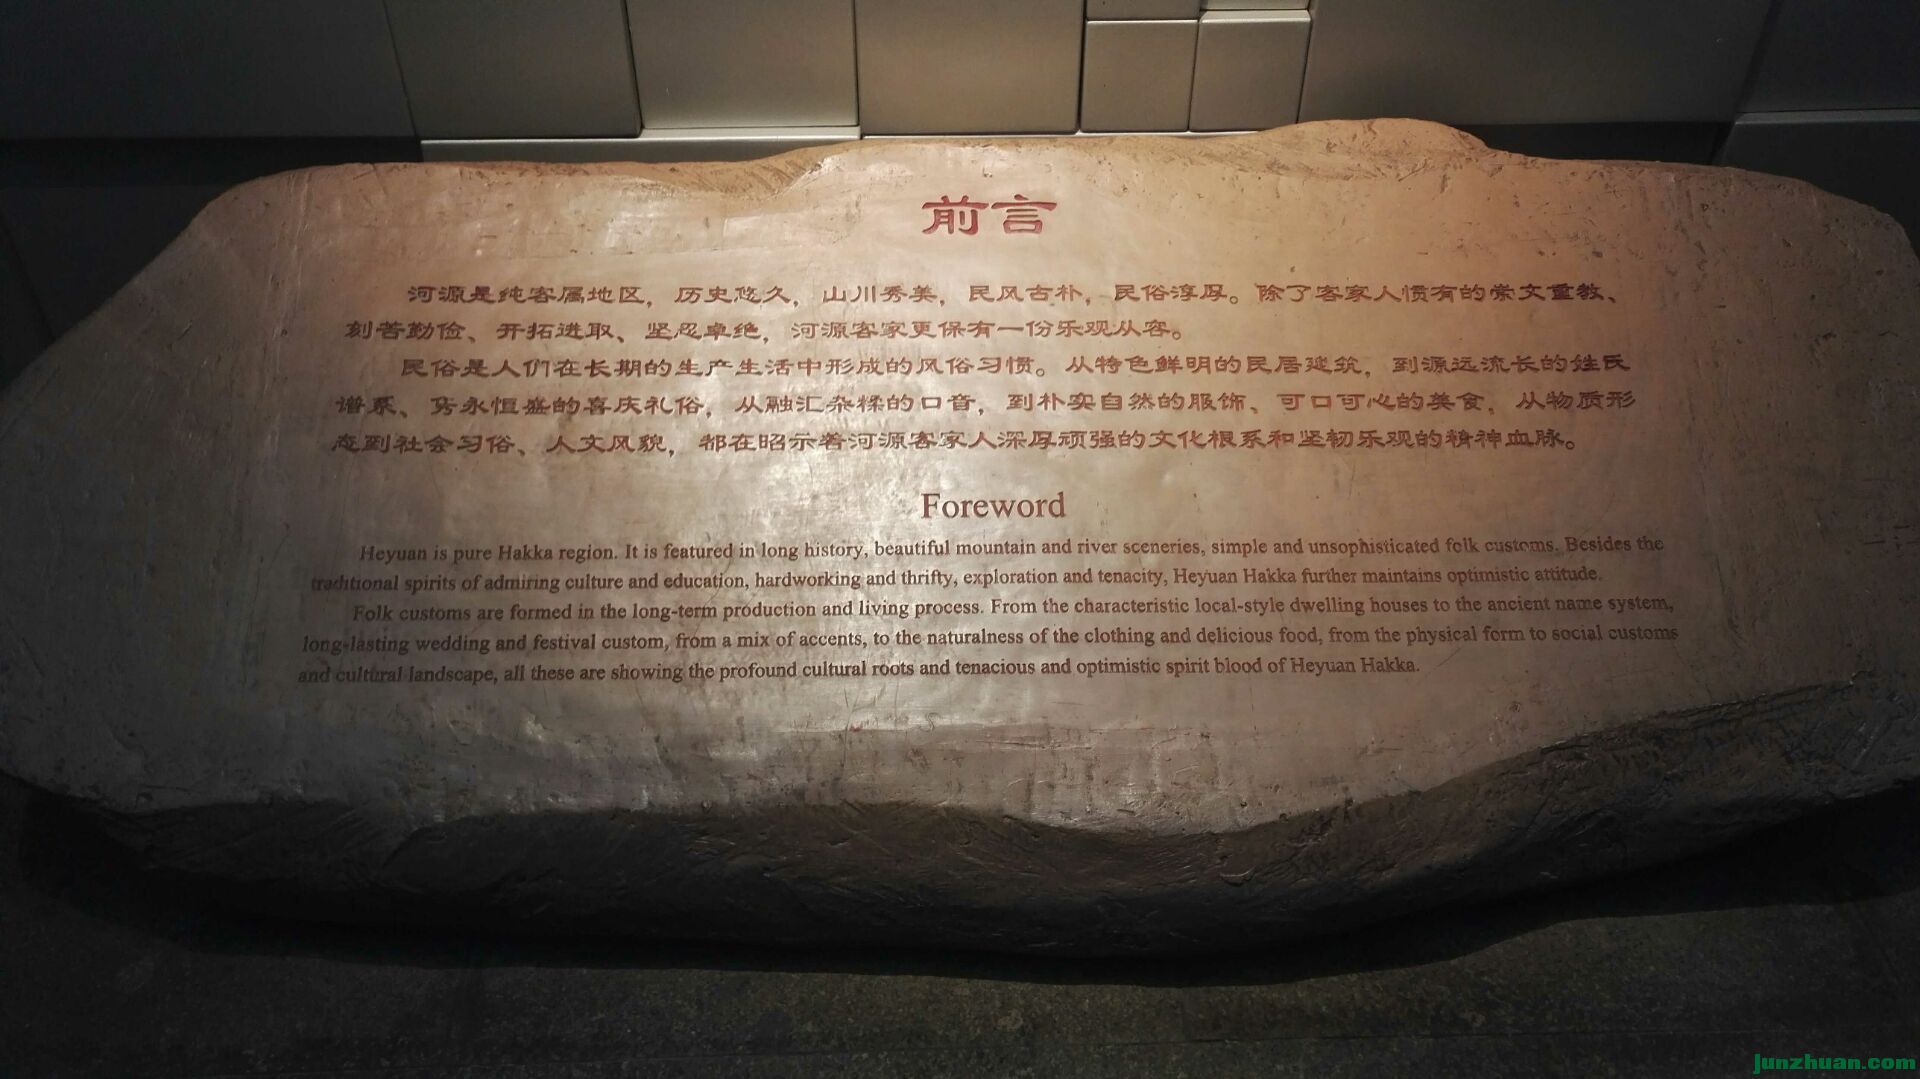 前言
河源是纯客属地区，历史悠久，山川秀美，民风古朴，民俗淳厚。除了客家人惯有的崇文重教、
刻苦勤俭、开拓进取、坚忍卓绝，河源客家更保有一份乐观从容。
民俗是人们在长期的生产生活中形成的风俗习惯。从特色鲜明的民居建筑，到源远流长的姓氏
谱系、隽永恒盛的喜庆礼俗，从融汇杂糅的口音，到朴实自然的服饰、可口可心的美食，从物质形
态到社会习俗、人文风貌，都在昭示着河源客家人深厚顽强的文化根系和坚韧乐观的精神血脉。
Foreword
Heyuan is pure Hakka region. It is featured in long history, beautiful mountain and river sceneries, simple and unsophisticated folk customs. Besides the
traditional spirits of admiring culture and education, hardworking and thrifty, exploration and tenacity, Heyuan Hakka further maintains optimistic attitude.
Folk customs are formed in the long-term production and living process. From the characteristic local-style dwelling houses to the ancient name system,
long-lasting wedding and festival custom, from a mix of accents, to the naturalness of the clothing and delicious food, from the physical form to social customs
and cultural landscape, all these are showing the profound cultural roots and tenacious and optimistic spirit blood of Heyuan Hakka.
junzhuan.com